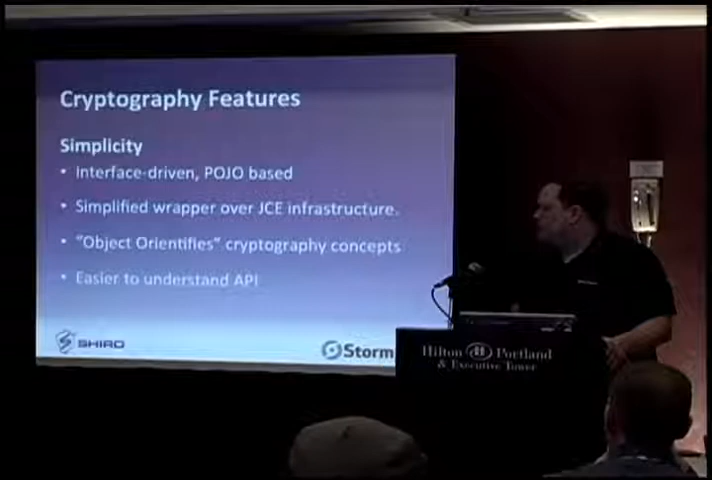 Cryptography Features
Simplicity
• Interface-driven, POJO based
• Simplified wrapper over JCE infrastructure.
• "Object Orientifies" cryptography concepts
• Easier to understand API
SHIRO
Storm
Hilton Portland
& Executive Tower